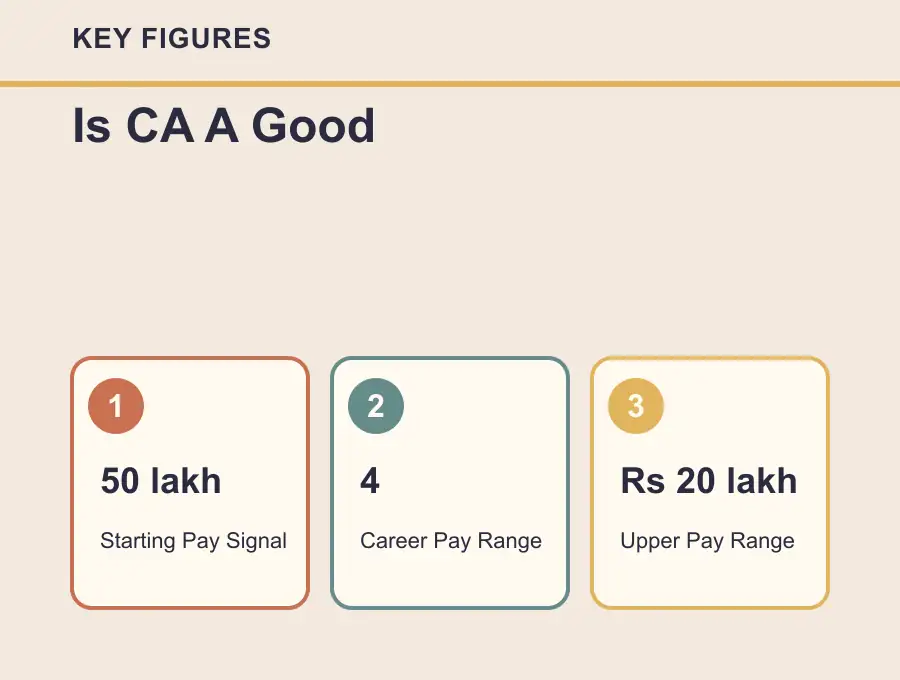 KEY FIGURES
Is CA A Good
1
50 lakh
Starting Pay Signal
2
4
Career Pay Range
3
Rs 20 lakh
Upper Pay Range